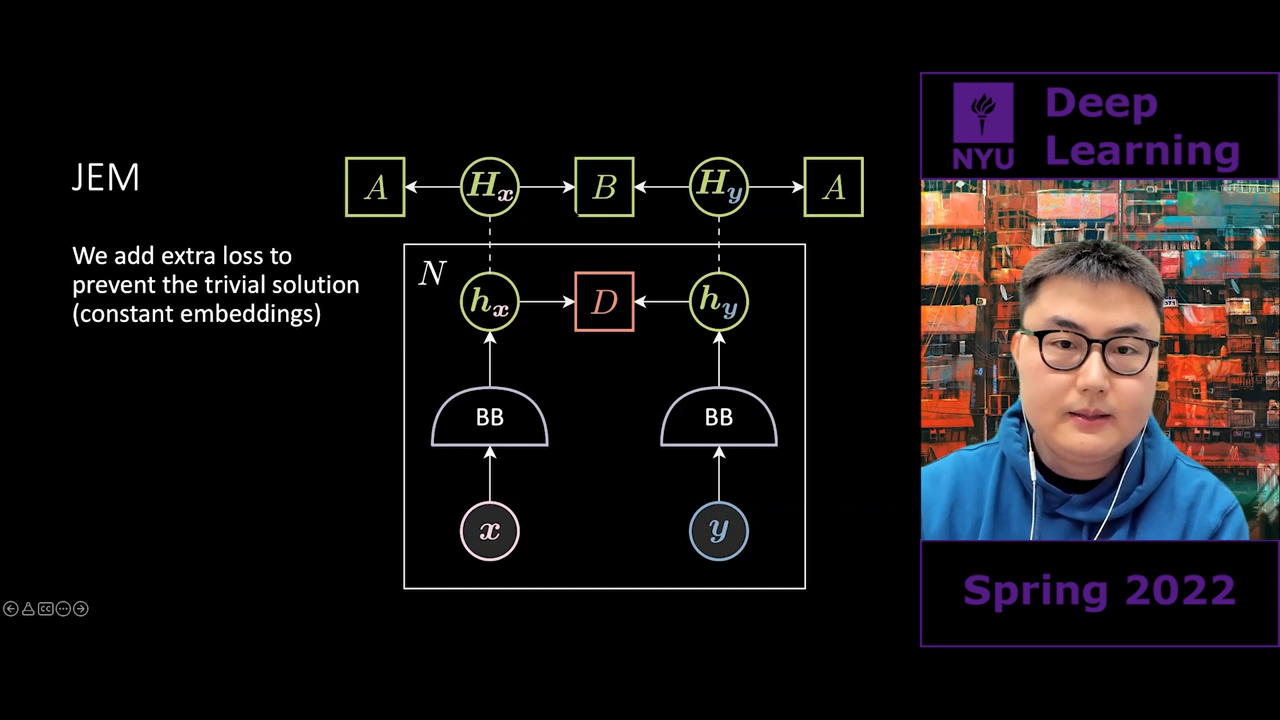 JEM
We add extra loss to
prevent the trivial solution
(constant embeddings)
A Hx B Hy A
N
hx D hy
BB BB
x y
NYU
Deep
Learning
Spring 2022